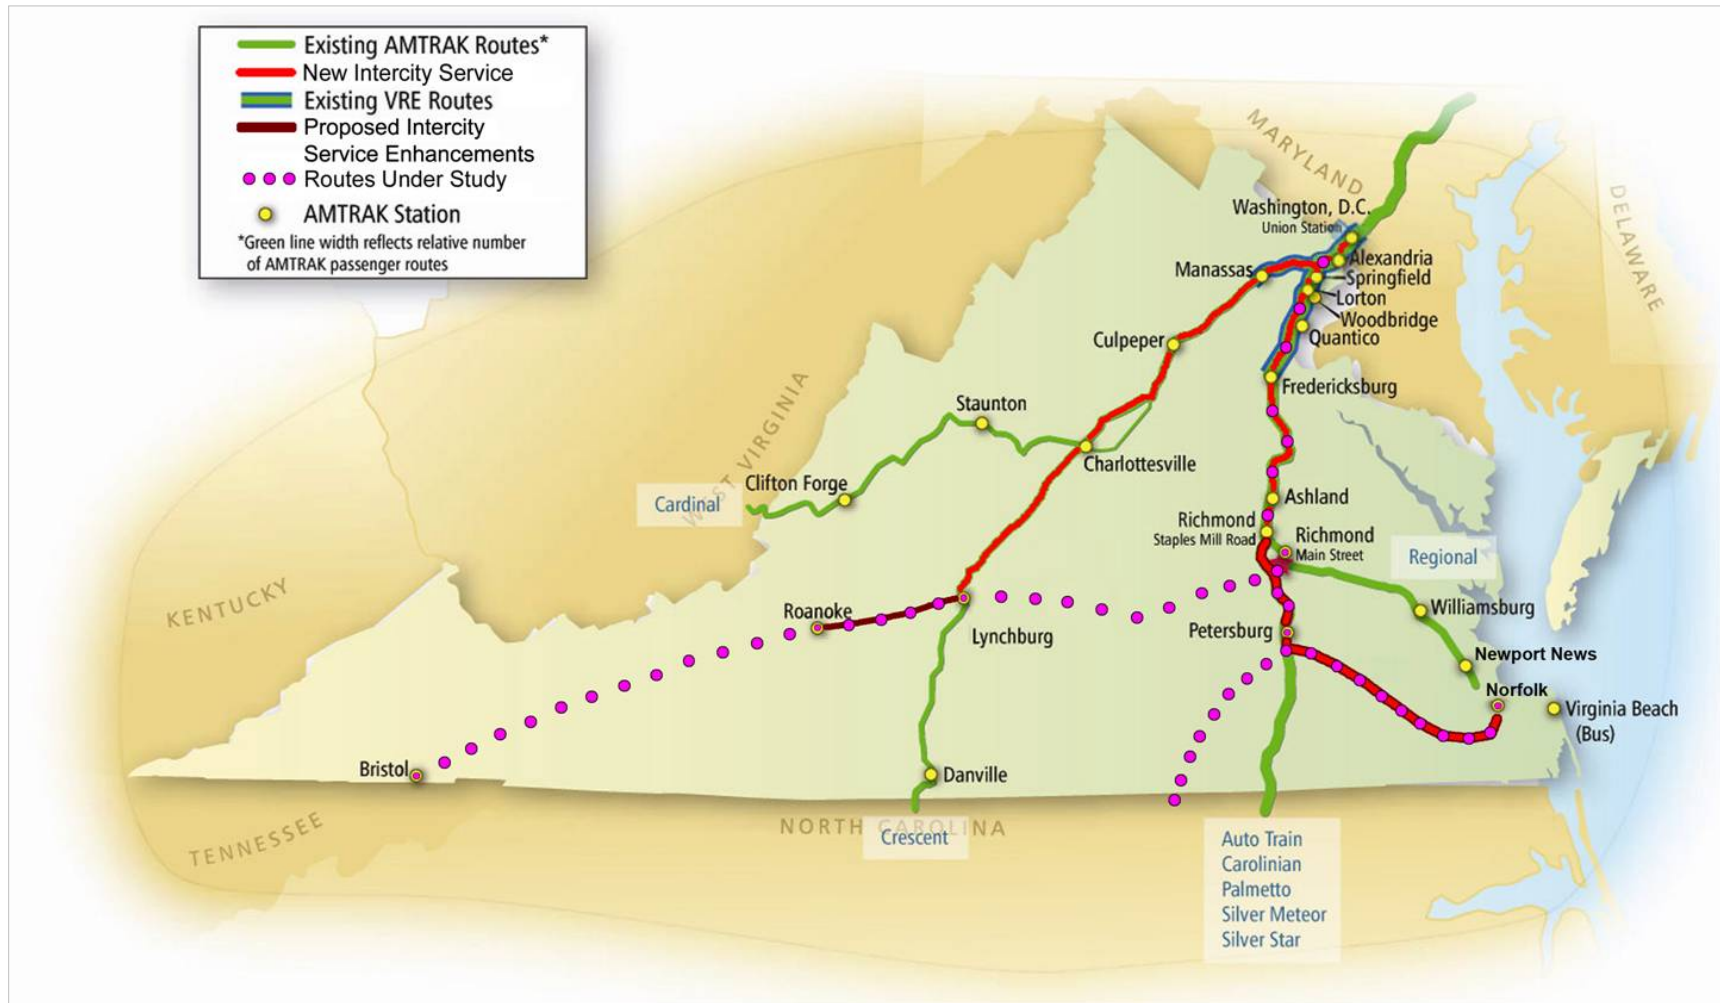 Existing AMTRAK Routes*
New Intercity Service
Existing VRE Routes
Proposed Intercity
Service Enhancements
Routes Under Study
AMTRAK Station
*Green line width reflects relative number
of AMTRAK passenger routes
MARYLAND
DELAWARE
Washington, D.C.
Union Station
Alexandria
Manassas
Springfield
Lorton
Woodbridge
Quantico
Culpeper
Fredericksburg
WEST VIRGINIA
Staunton
Charlottesville
Clifton Forge
Cardinal
Ashland
Richmond
Staples Mill Road
Richmond
Main Street
Regional
KENTUCKY
Roanoke
Lynchburg
Williamsburg
Petersburg
Newport News
Norfolk
Virginia Beach
(Bus)
Bristol
Danville
TENNESSEE
NORTH CAROLINA
Crescent
Auto Train
Carolinian
Palmetto
Silver Meteor
Silver Star